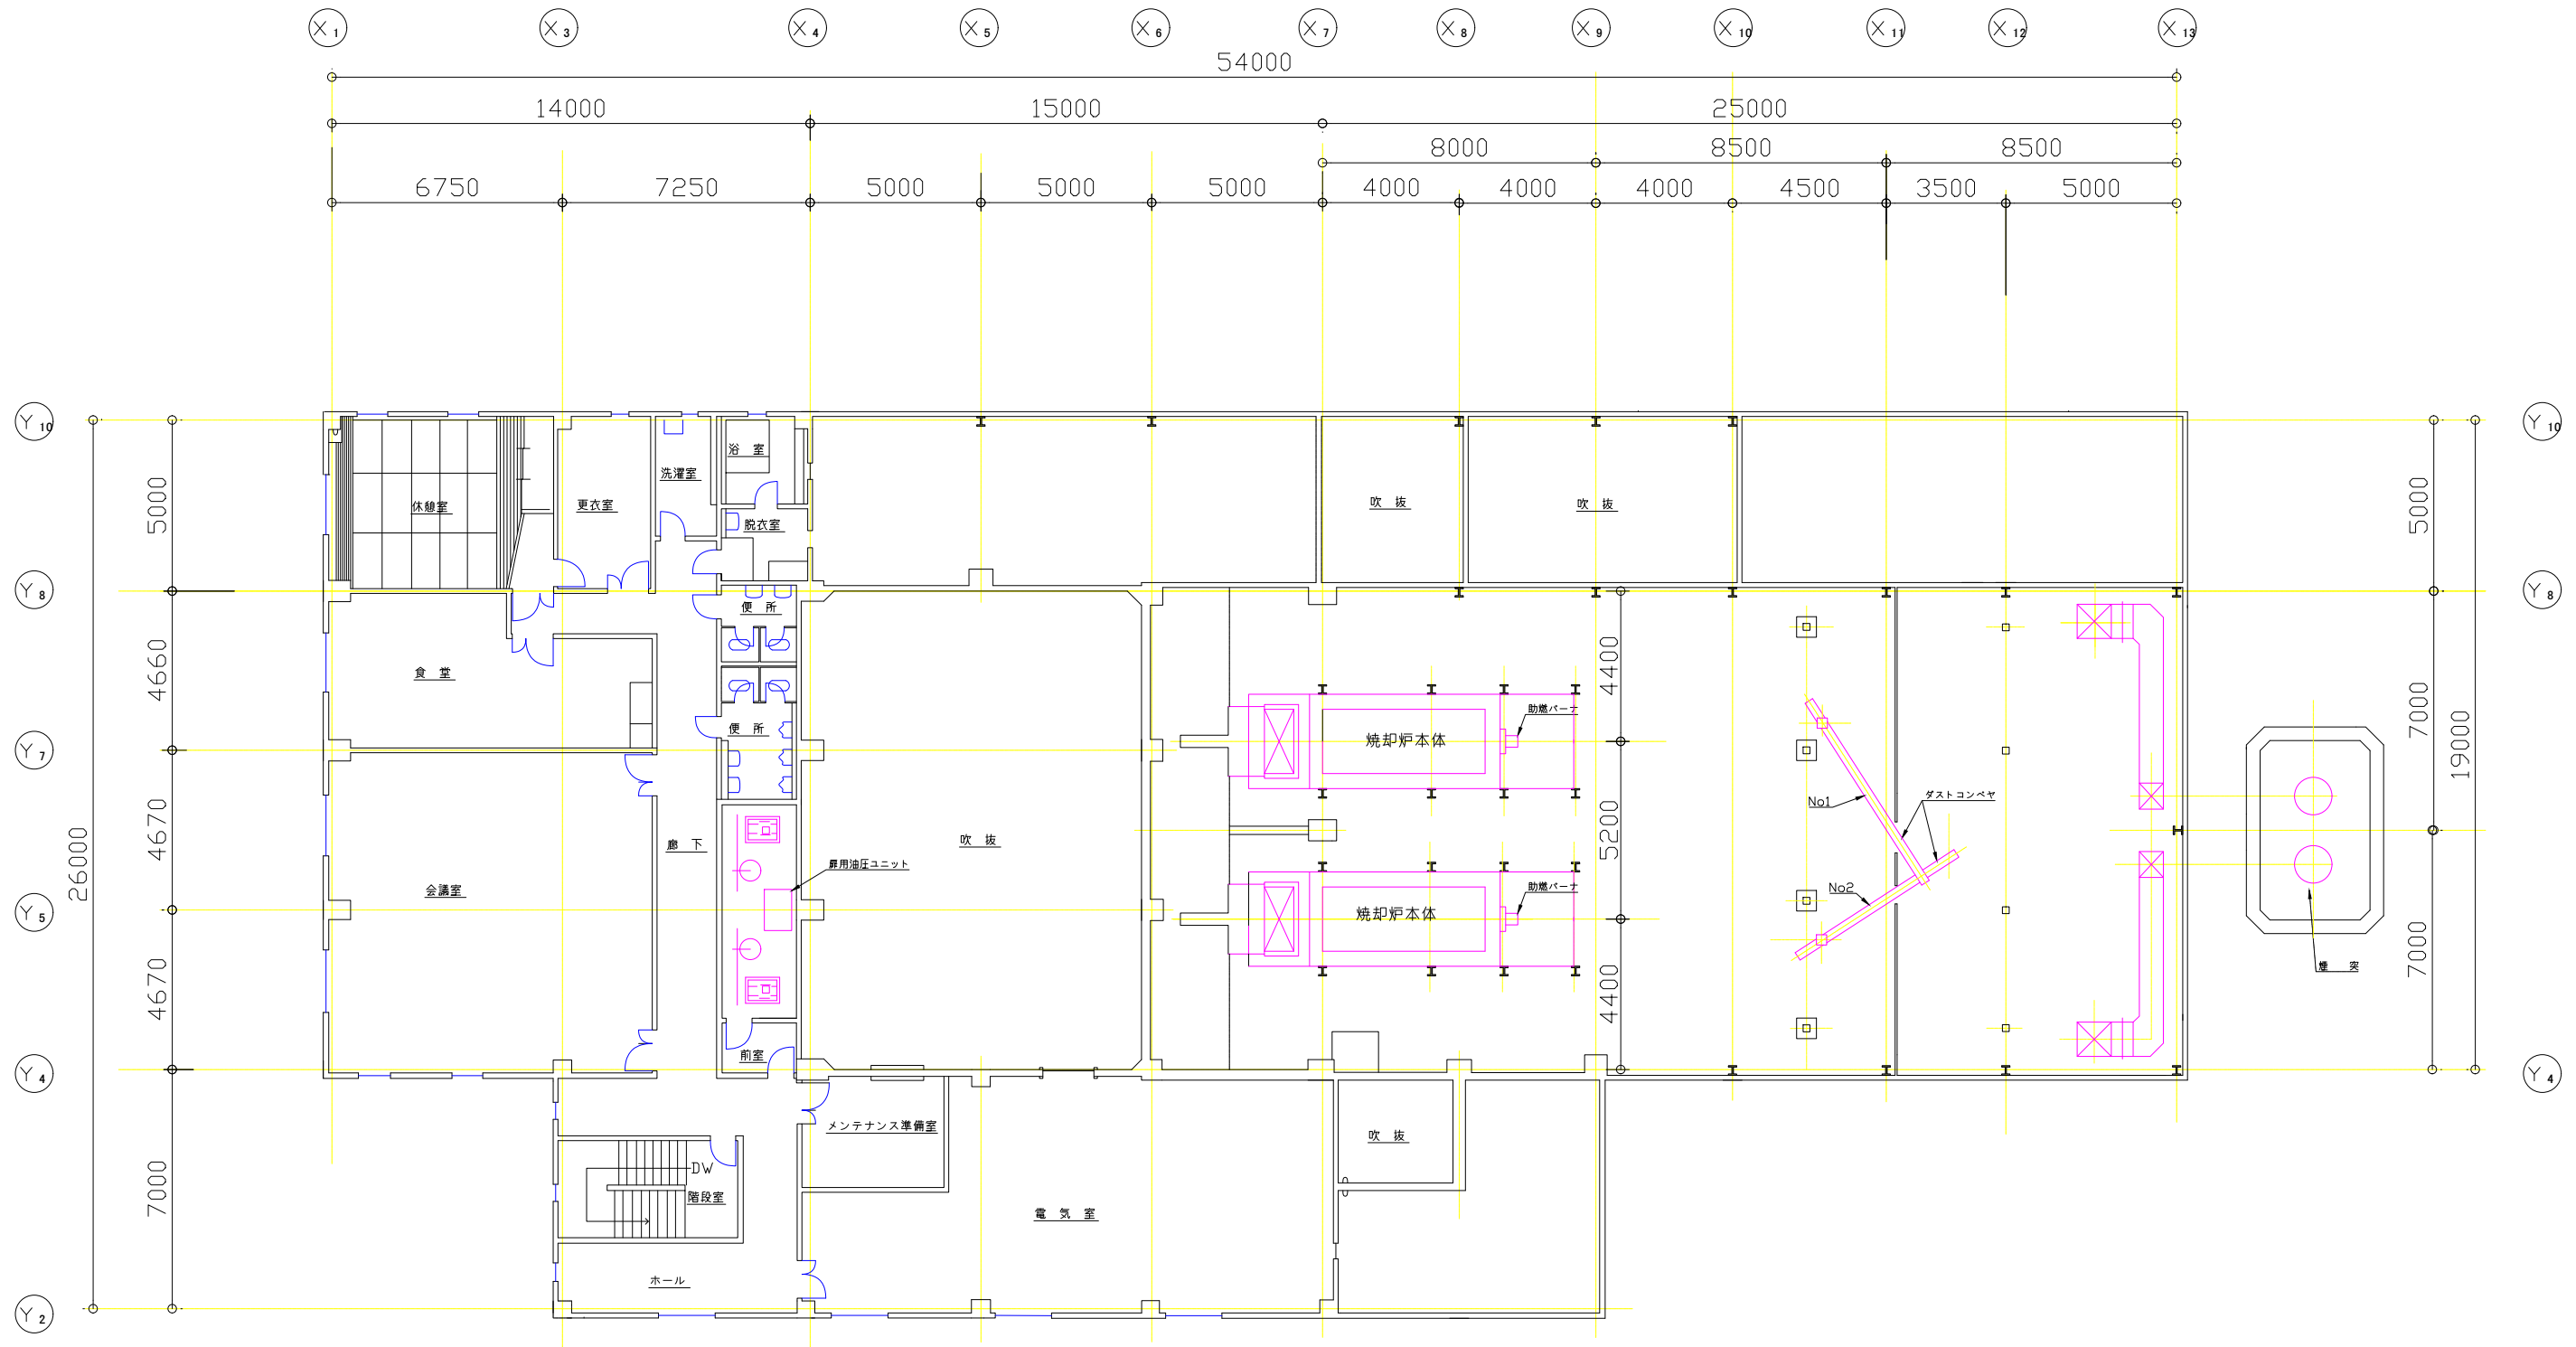 X1 X3 X4 X5 X6 X7 X8 X9 X10 X11 X12 X13
54000
14000 15000 25000
8000 8500 8500
6750 7250 5000 5000 5000 4000 4000 4000 4500 3500 5000
Y10 Y10
浴 室
洗濯室
休憩室 更衣室 吹 抜 吹 抜
5000 5000
脱衣室
Y8 Y8
便 所
4660 4400
食 堂
助燃バーナ
7000
19000
便 所
焼却炉本体
Y7
ダストコンベヤ
No1
4670
5200
廊 下
吹 抜
26000
扉用油圧ユニット
会議室
助燃バーナ
No2
Y5
焼却炉本体
7000
煙 突
4670
4400
前室
Y4 Y4
メンテナンス準備室
吹 抜
DW
7000
階段室
電 気 室
ホール
Y2